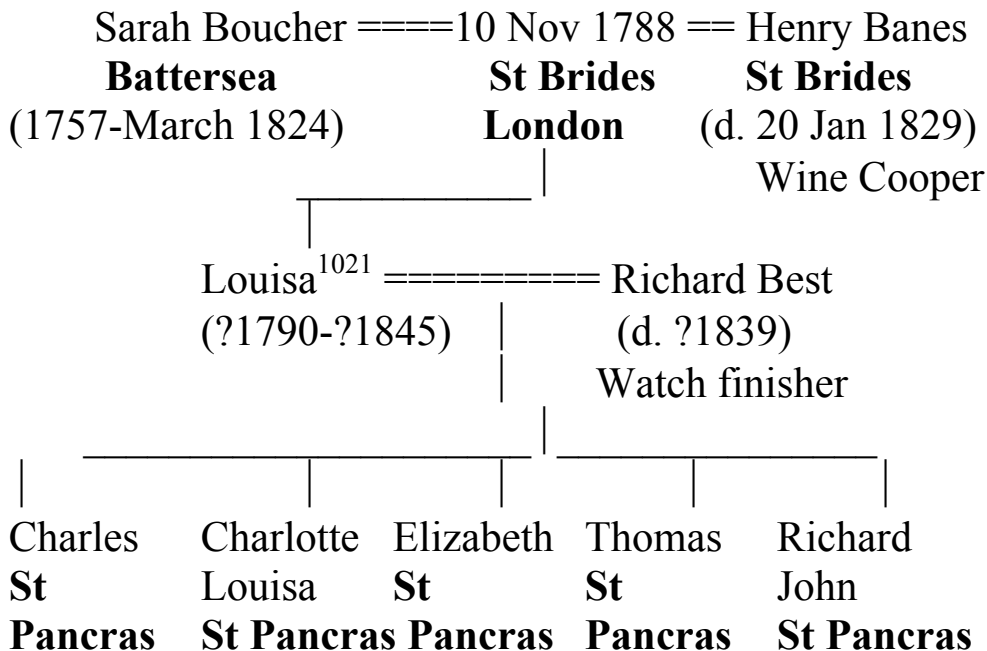 Sarah Boucher ====10 Nov 1788 == Henry Banes
Battersea St Brides St Brides
(1757-March 1824) London (d. 20 Jan 1829)
Wine Cooper
Louisa1021 ========= Richard Best
(?1790-?1845) (d. ?1839)
Watch finisher
Charles Charlotte Elizabeth Thomas Richard
St Louisa St St John
Pancras St Pancras Pancras Pancras St Pancras